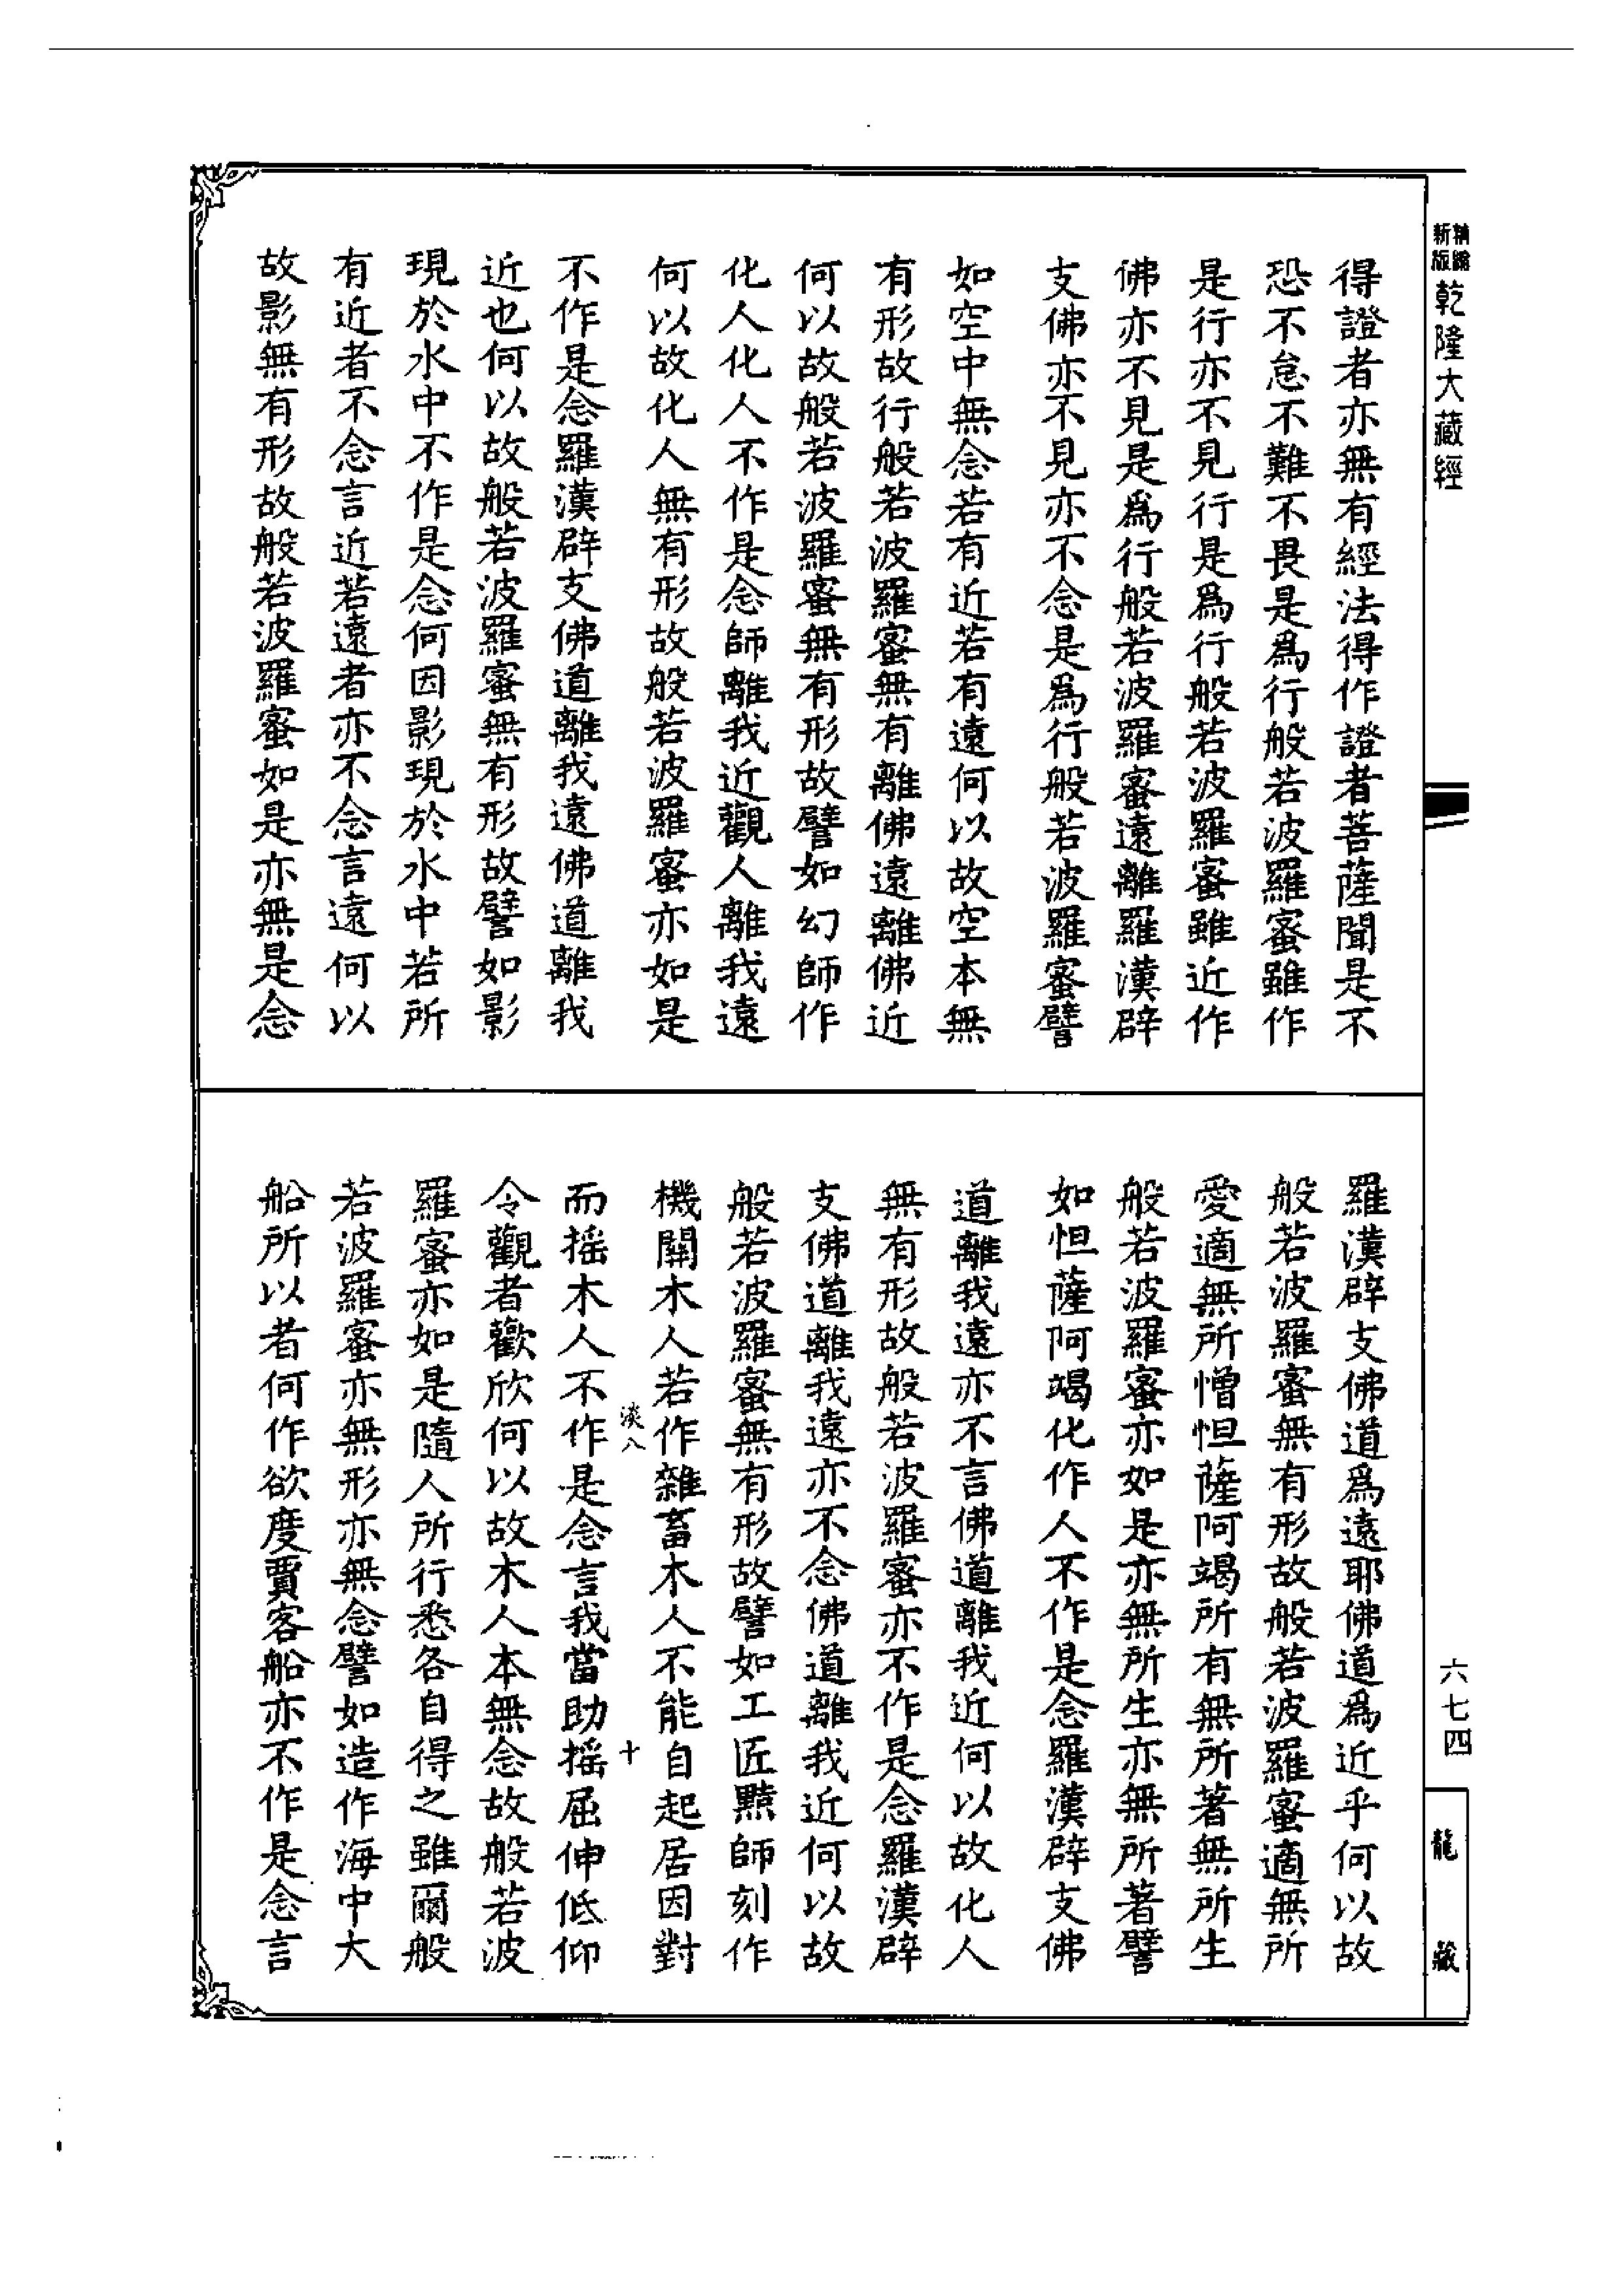 精編
新版
乾隆大藏經
得證者亦無有經法得作證者菩薩聞是不
恐不怠不難不畏是爲行般若波羅蜜雖作
是行亦不見行是爲行般若波羅蜜雖近作
佛亦不見是爲行般若波羅蜜遠離羅漢辟
支佛亦不見亦不念是爲行般若波羅蜜譬
如空中無念若有近若有遠何以故空本無
有形故行般若波羅蜜無有離佛遠離佛近
何以故般若波羅蜜無有形故譬如幻師作
化人化人不作是念師離我近觀人離我遠
何以故化人無有形故般若波羅蜜亦如是
不作是念羅漢辟支佛道離我遠佛道離我
近也何以故般若波羅蜜無有形故譬如影
現於水中不作是念何因影現於水中若所
有近者不念言近若遠者亦不念言遠何以
故影無有形故般若波羅蜜如是亦無是念
六七四
羅漢辟支佛道爲遠耶佛道爲近乎何以故
般若波羅蜜無有形故般若波羅蜜適無所
愛適無所憎怛薩阿竭所有無所著無所生
般若波羅蜜亦如是亦無所生亦無所著譬
如怛薩阿竭化作人不作是念羅漢辟支佛
道離我遠亦不言佛道離我近何以故化人
無有形故般若波羅蜜亦不作是念羅漢辟
支佛道離我遠亦不念佛道離我近何以故
般若波羅蜜無有形故譬如工匠黠師刻作
機關木人若作雜畜木人不能自起居因對
淡八
十
而揺木人不作是念言我當助揺屈伸低仰
令觀者歡欣何以故木人本無念故般若波
羅蜜亦如是隨人所行悉各自得之雖爾般
若波羅蜜亦無形亦無念譬如造作海中大
船所以者何作欲度賈客船亦不作是念言
龍藏